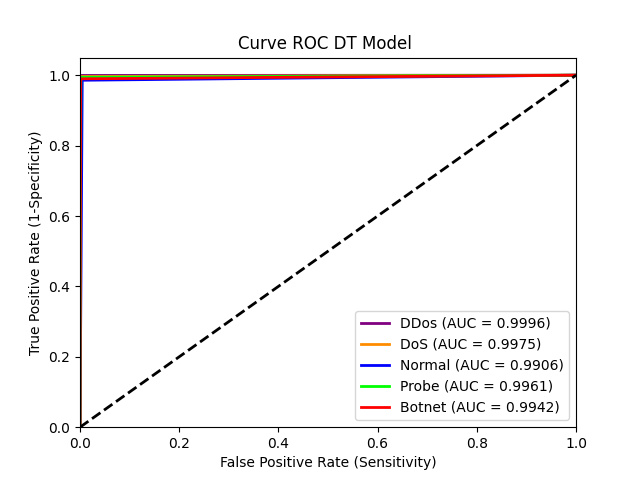 Curve ROC DT Model
True Positive Rate (1-Specificity)
1.0
0.8
0.6
0.4
0.2
0.0
DDos (AUC = 0.9996)
DoS (AUC = 0.9975)
Normal (AUC = 0.9906)
Probe (AUC = 0.9961)
Botnet (AUC = 0.9942)
0.0 0.2 0.4 0.6 0.8 1.0
False Positive Rate (Sensitivity)